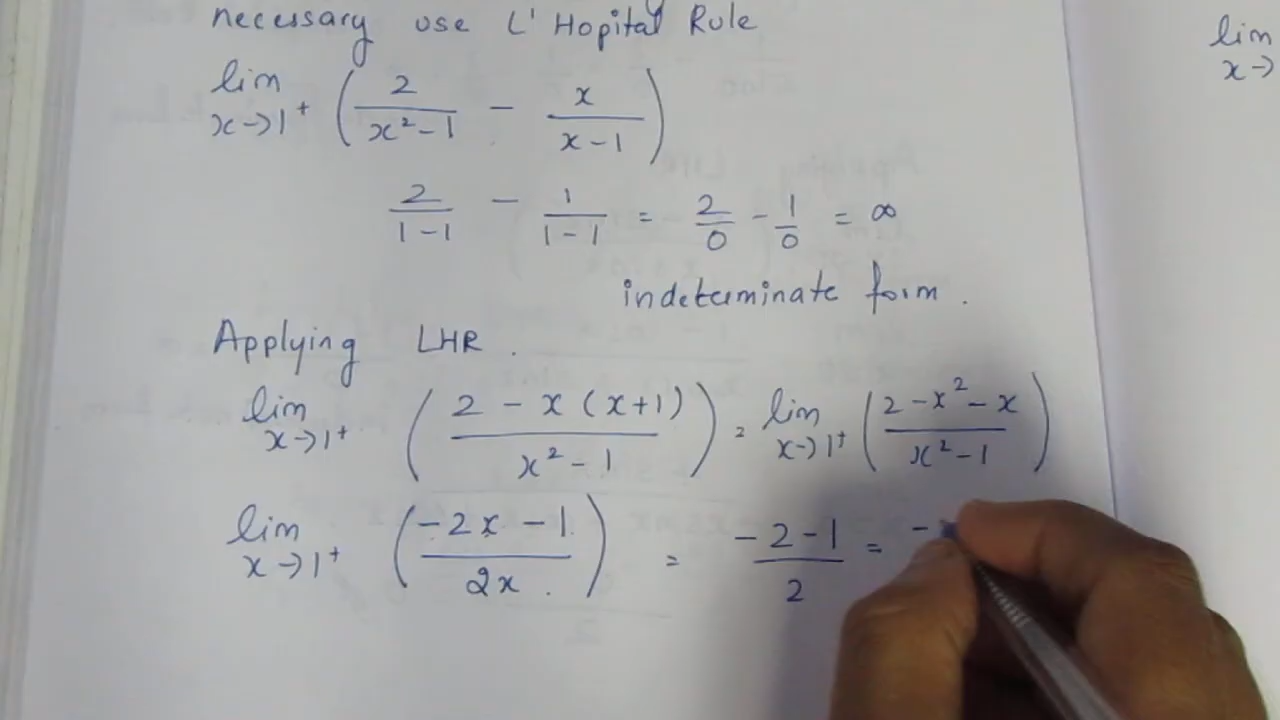 necessary use L'Hopital Rule
lim x→1⁺ (2/(x²-1) - x/(x-1))
2/(1-1) - 1/(1-1) = 2/0 - 1/0 = ∞
indeterminate form.
Applying LHR.
lim x→1⁺ ((2-x(x+1))/(x²-1)) = lim x→1⁺ ((2-x²-x)/(x²-1))
lim x→1⁺ ((-2x-1)/2x) = (-2-1)/2 = -
lim x→